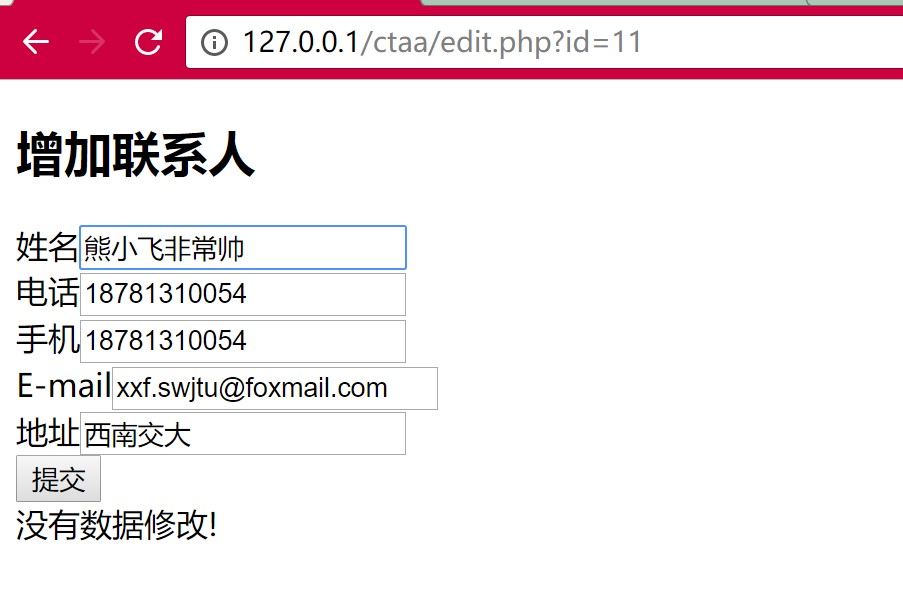 127.0.0.1/ctaa/edit.php?id=11
增加联系人
姓名 熊小飞非常帅
电话 18781310054
手机 18781310054
E-mail xxf.swjtu@foxmail.com
地址 西南交大
提交
没有数据修改!